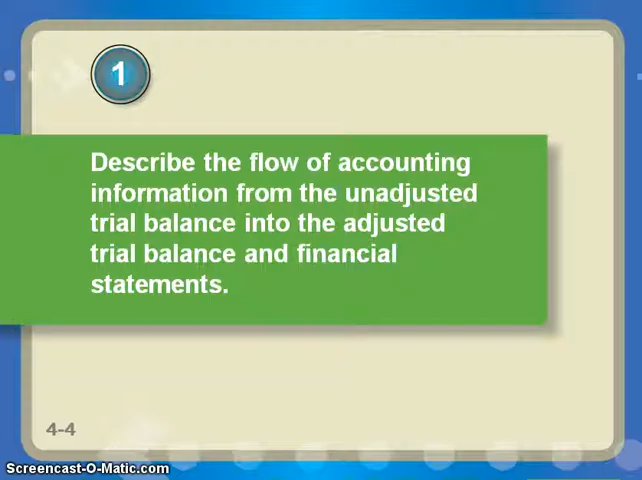 1
Describe the flow of accounting
information from the unadjusted
trial balance into the adjusted
trial balance and financial
statements.
4-4
Screencast-O-Matic.com